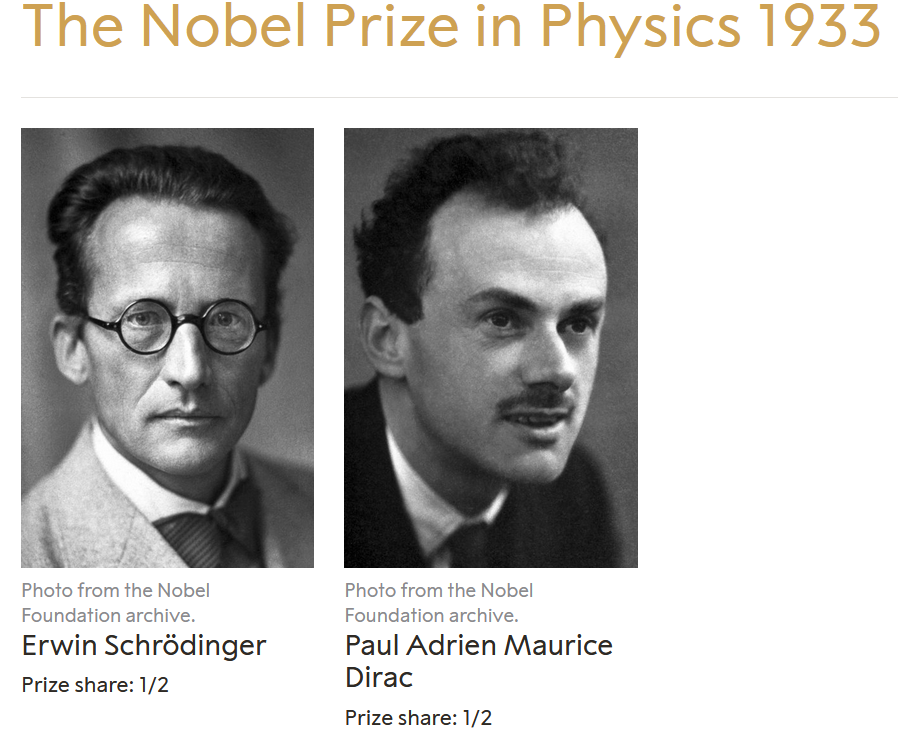 The Nobel Prize in Physics 1933
Photo from the Nobel
Foundation archive.
Erwin Schrödinger
Prize share: 1/2
Photo from the Nobel
Foundation archive.
Paul Adrien Maurice
Dirac
Prize share: 1/2